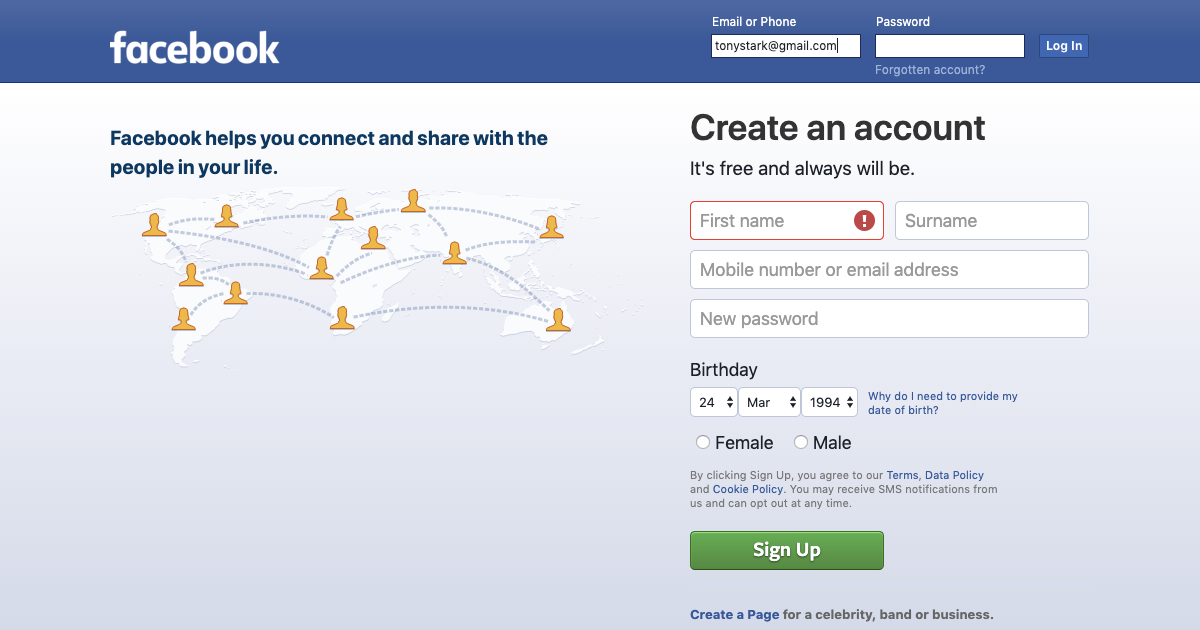 facebook
Email or Phone
Password
tonystark@gmail.com
Log In
Forgotten account?
Facebook helps you connect and share with the
people in your life.
Create an account
It's free and always will be.
First name
Surname
Mobile number or email address
New password
Birthday
24
Mar
1994
Why do I need to provide my
date of birth?
Female
Male
By clicking Sign Up, you agree to our Terms, Data Policy
and Cookie Policy. You may receive SMS notifications from
us and can opt out at any time.
Sign Up
Create a Page for a celebrity, band or business.